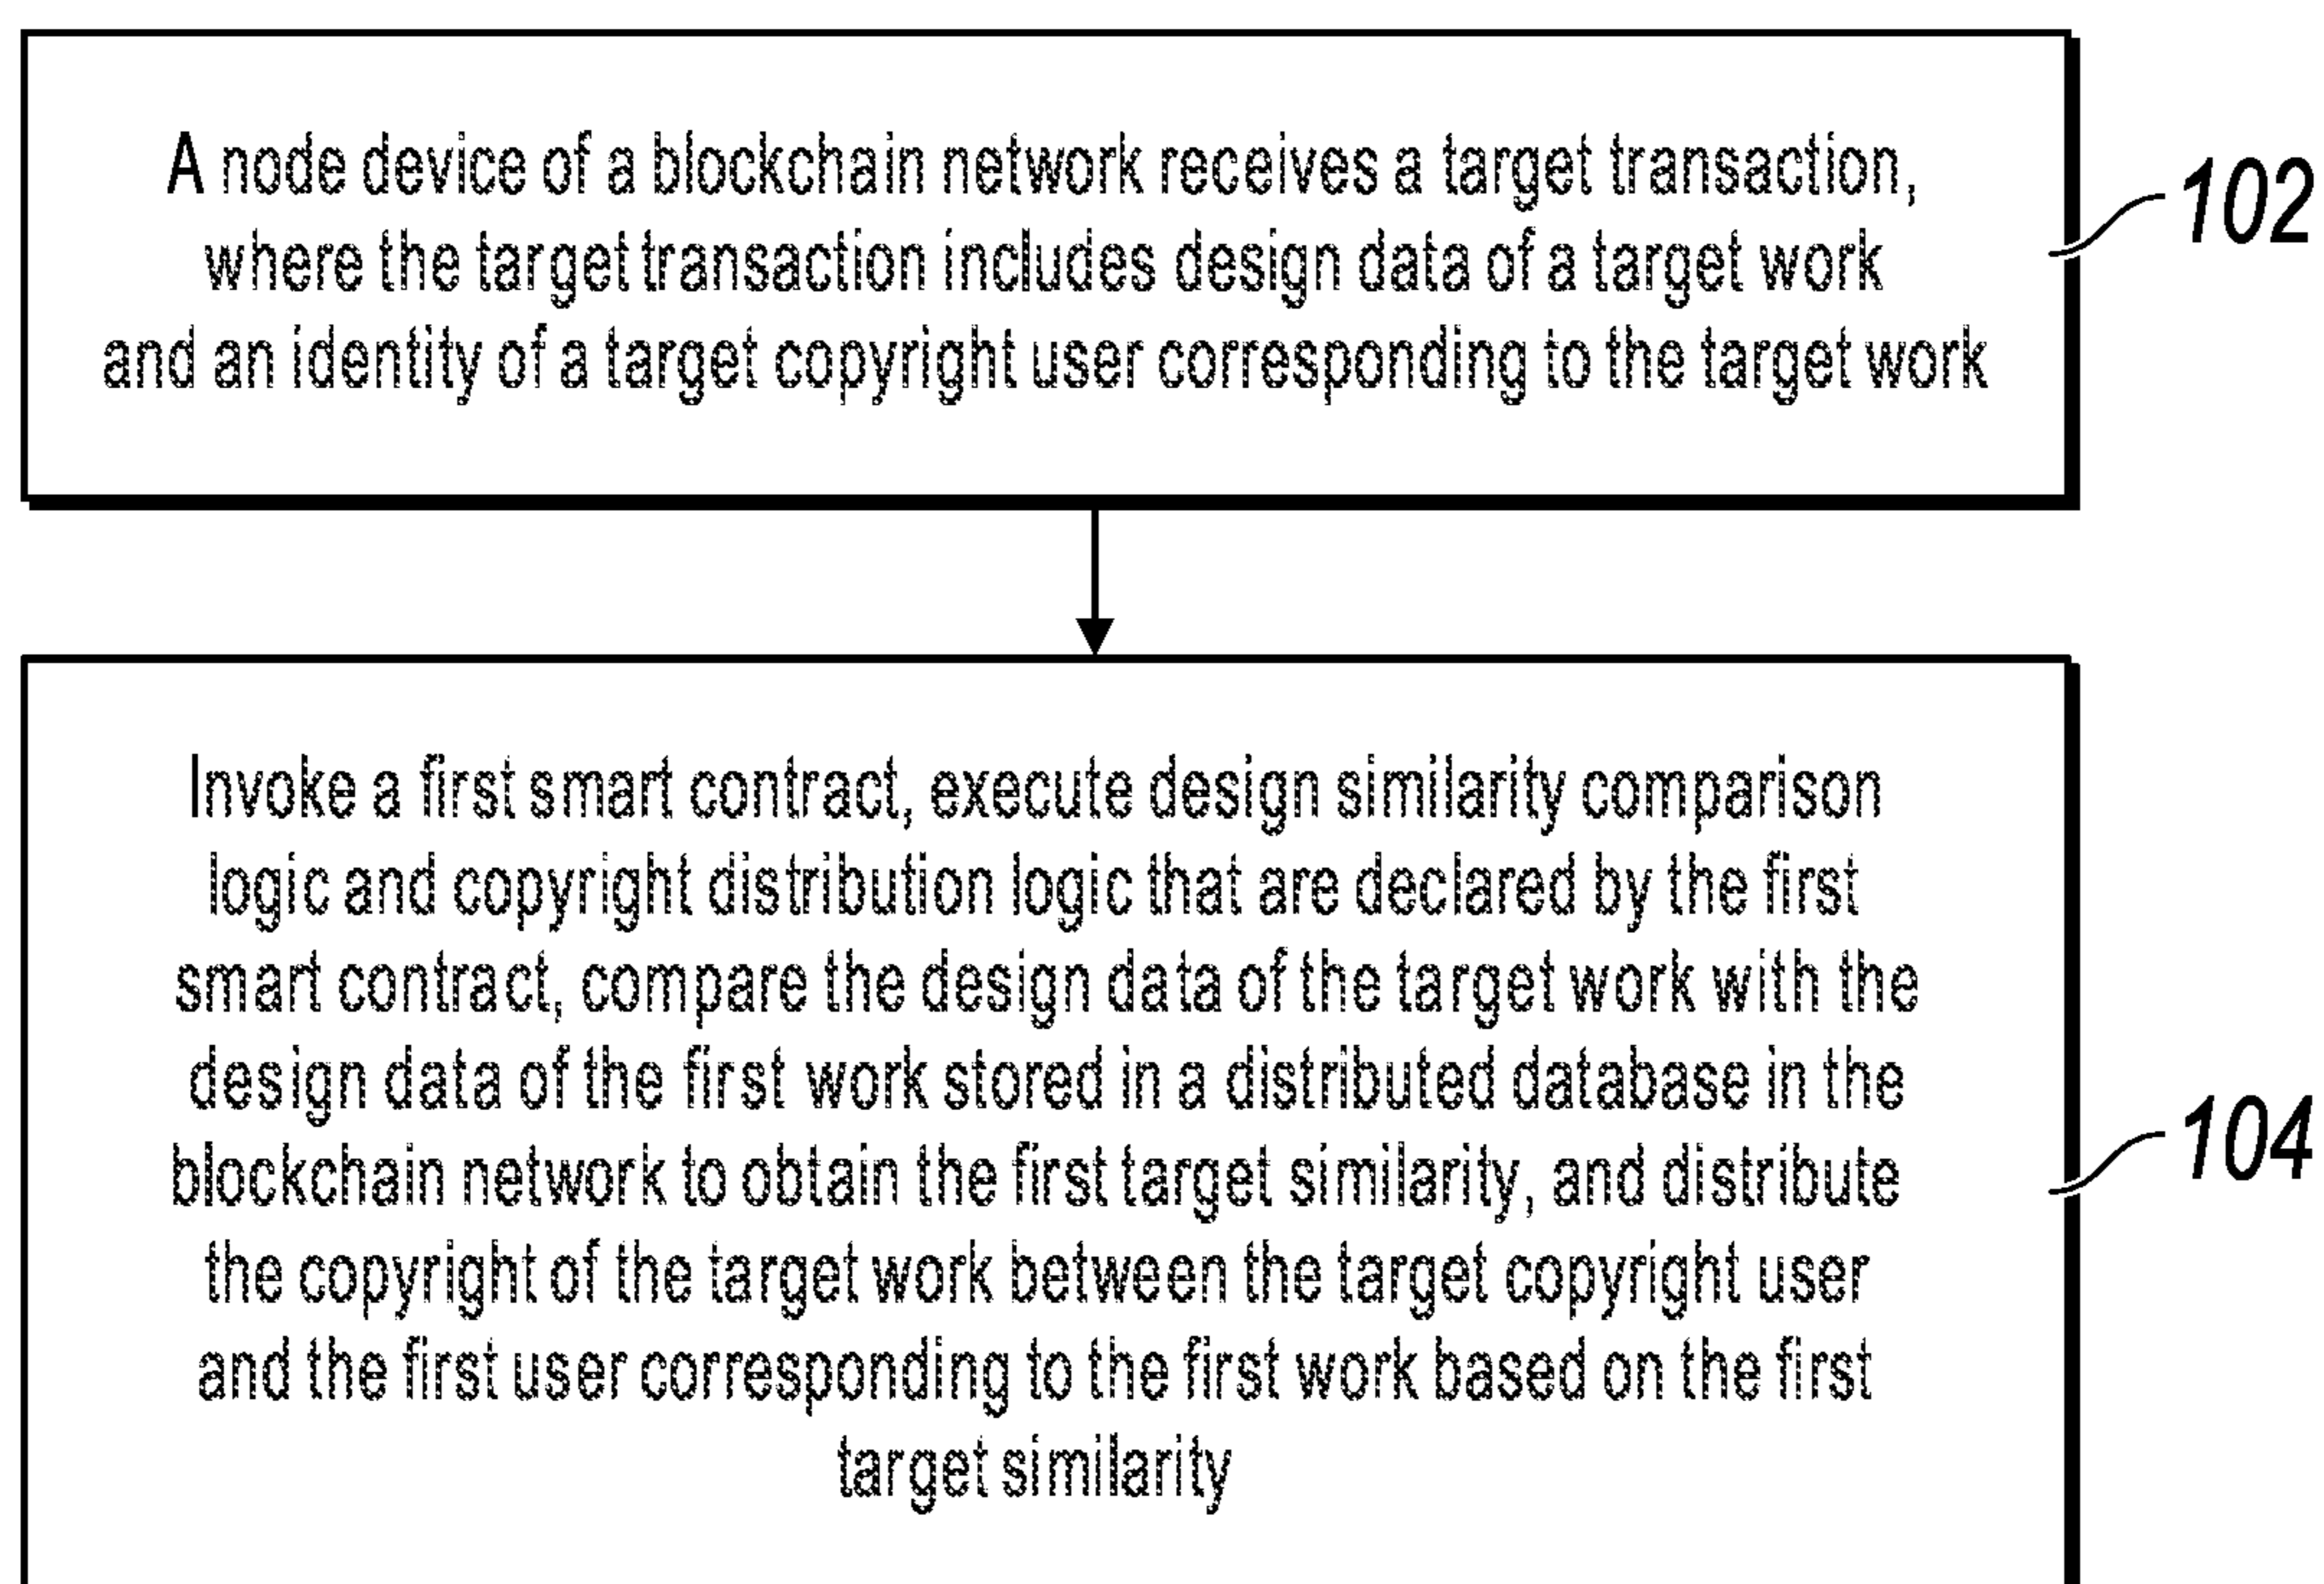 A node device of a blockchain network receives a target transaction,
where the target transaction includes design data of a target work
and an identity of a target copyright user corresponding to the target work
102
Invoke a first smart contract, execute design similarity comparison
logic and copyright distribution logic that are declared by the first
smart contract, compare the design data of the target work with the
design data of the first work stored in a distributed database in the
blockchain network to obtain the first target similarity, and distribute
the copyright of the target work between the target copyright user
and the first user corresponding to the first work based on the first
target similarity
104